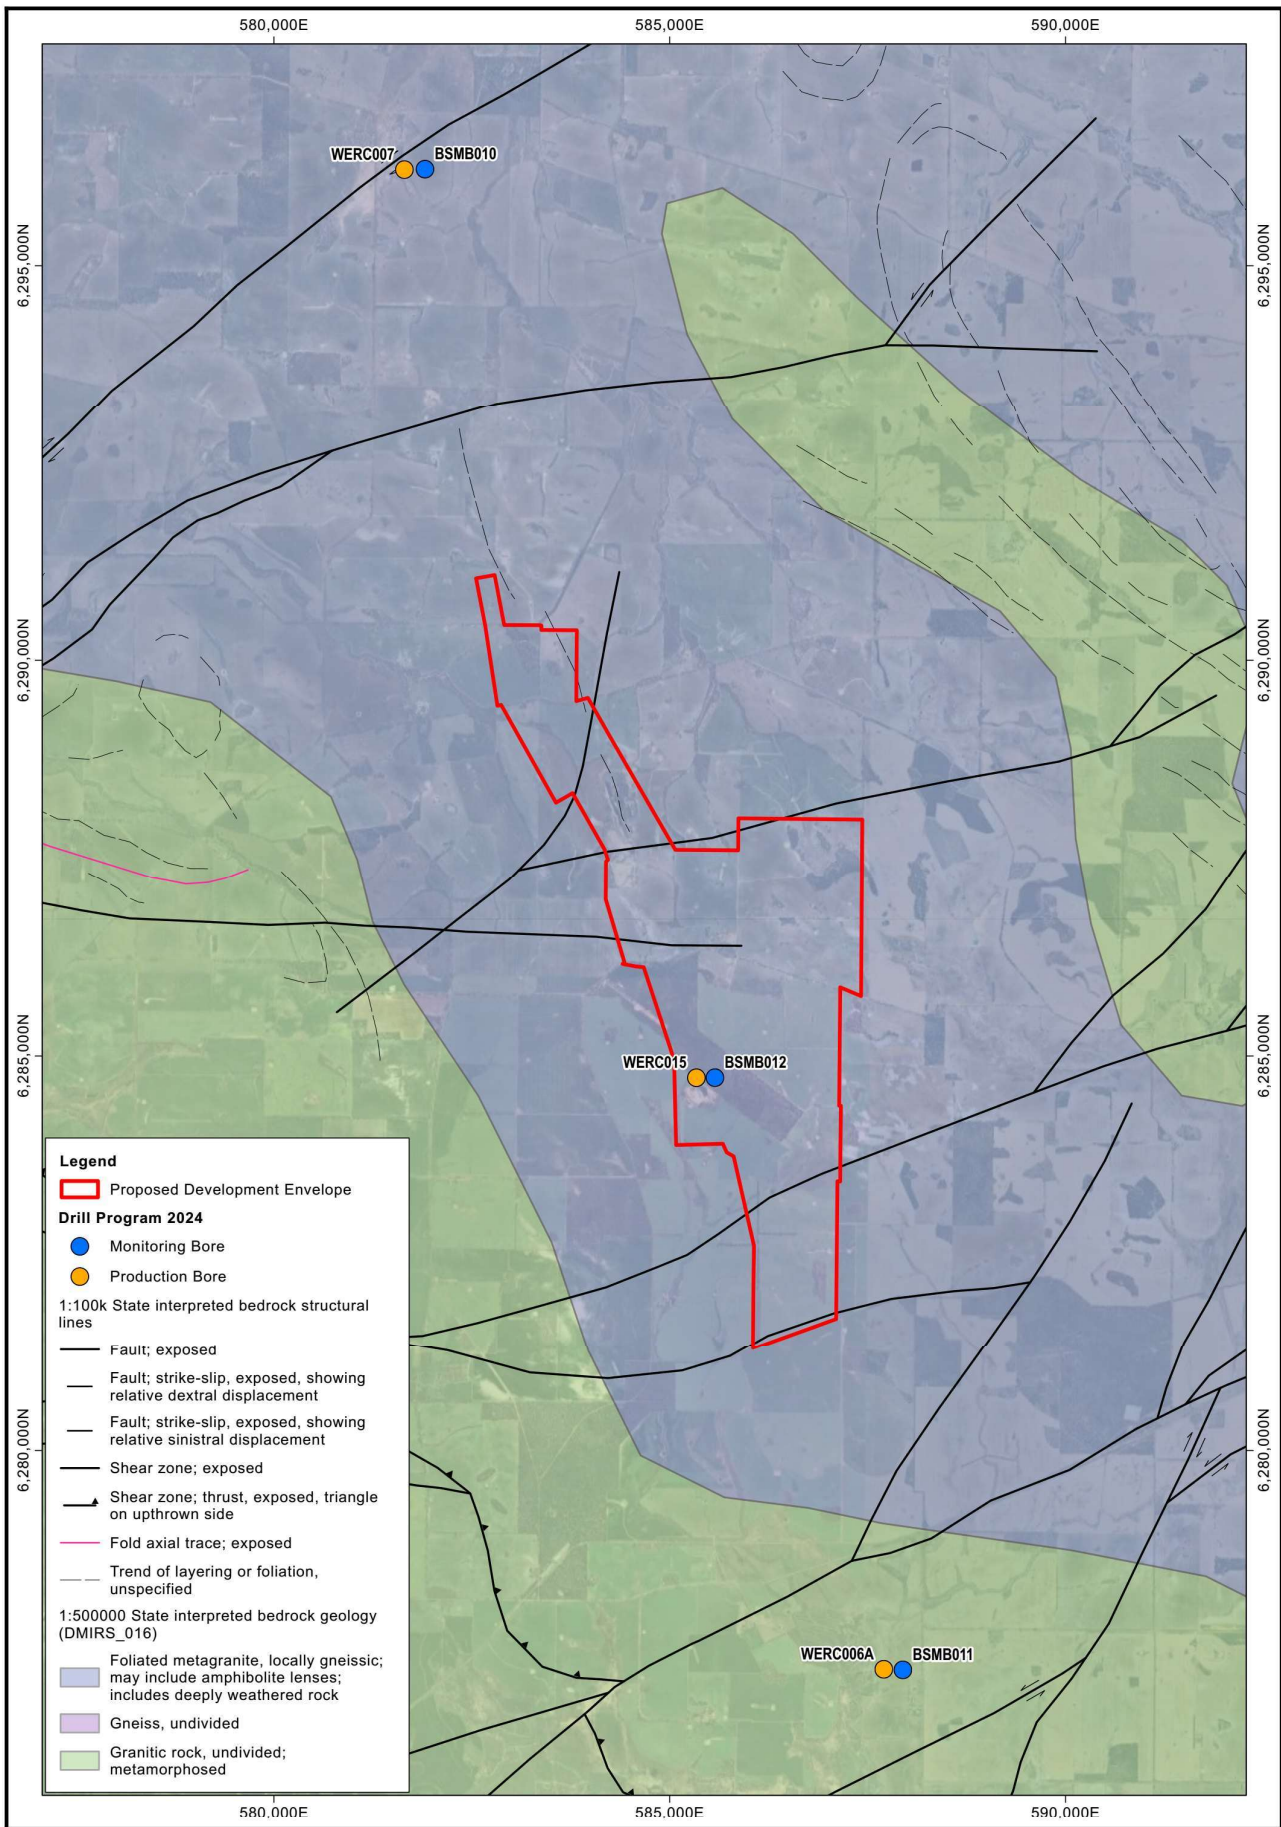 580,000E
585,000E
590,000E
WERC007
BSMB010
6,295,000N
6,295,000N
6,290,000N
6,290,000N
WERC015
BSMB012
6,285,000N
6,285,000N
Legend
Proposed Development Envelope
Drill Program 2024
Monitoring Bore
Production Bore
1:100k State interpreted bedrock structural
lines
Fault; exposed
Fault; strike-slip, exposed, showing
relative dextral displacement
Fault; strike-slip, exposed, showing
relative sinistral displacement
Shear zone; exposed
Shear zone; thrust, exposed, triangle
on upthrown side
Fold axial trace; exposed
Trend of layering or foliation,
unspecified
1:500000 State interpreted bedrock geology
(DMIRS_016)
Foliated metagranite, locally gneissic;
may include amphibolite lenses;
includes deeply weathered rock
Gneiss, undivided
Granitic rock, undivided;
metamorphosed
6,280,000N
6,280,000N
WERC006A
BSMB011
580,000E
585,000E
590,000E